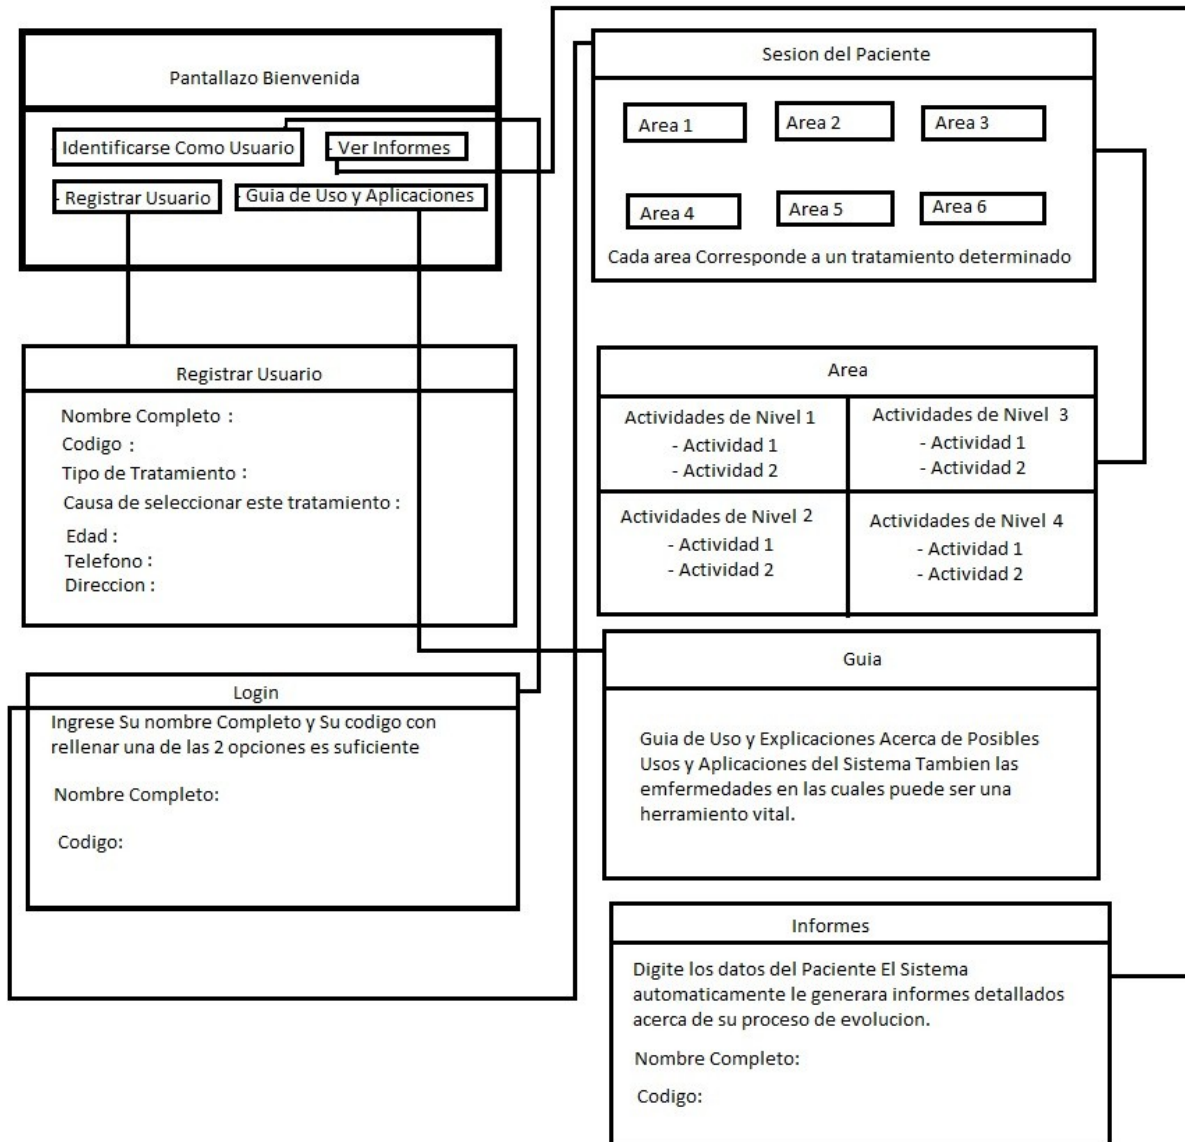 Pantallazo Bienvenida
- Identificarse Como Usuario
- Ver Informes
- Registrar Usuario
- Guia de Uso y Aplicaciones
Registrar Usuario
Nombre Completo :
Codigo :
Tipo de Tratamiento :
Causa de seleccionar este tratamiento :
Edad :
Telefono :
Direccion :
Login
Ingrese Su nombre Completo y Su codigo con
rellenar una de las 2 opciones es suficiente
Nombre Completo:
Codigo:
Sesion del Paciente
Area 1
Area 2
Area 3
Area 4
Area 5
Area 6
Cada area Corresponde a un tratamiento determinado
Area
Actividades de Nivel 1
- Actividad 1
- Actividad 2
Actividades de Nivel 3
- Actividad 1
- Actividad 2
Actividades de Nivel 2
- Actividad 1
- Actividad 2
Actividades de Nivel 4
- Actividad 1
- Actividad 2
Guia
Guia de Uso y Explicaciones Acerca de Posibles
Usos y Aplicaciones del Sistema Tambien las
emfermedades en las cuales puede ser una
herramiento vital.
Informes
Digite los datos del Paciente El Sistema
automaticamente le generara informes detallados
acerca de su proceso de evolucion.
Nombre Completo:
Codigo: